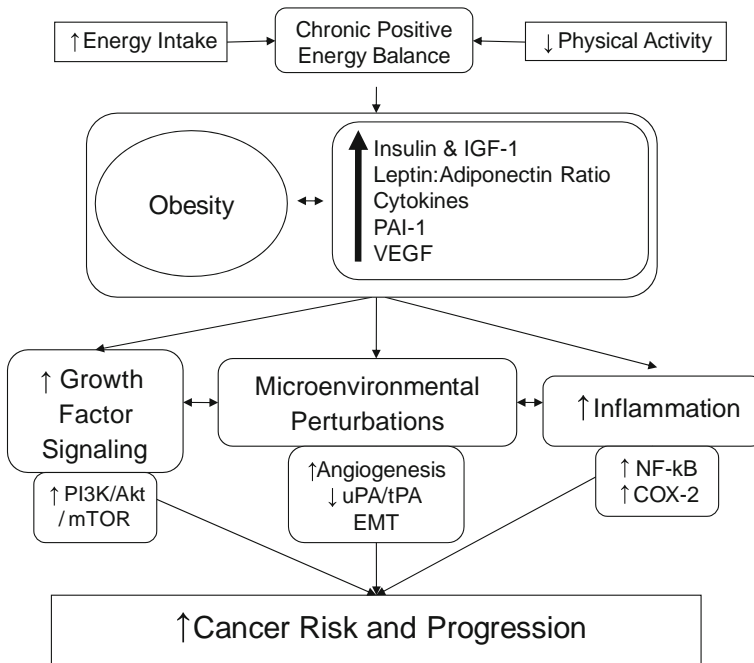 ↑Energy Intake
Chronic Positive
Energy Balance
↓ Physical Activity
Obesity
Insulin & IGF-1
Leptin:Adiponectin Ratio
Cytokines
PAI-1
VEGF
↑ Growth
Factor
Signaling
Microenvironmental
Perturbations
↑Inflammation
↑ PI3K/Akt
/ mTOR
↑Angiogenesis
↓ uPA/tPA
EMT
↑ NF-kB
↑ COX-2
↑Cancer Risk and Progression